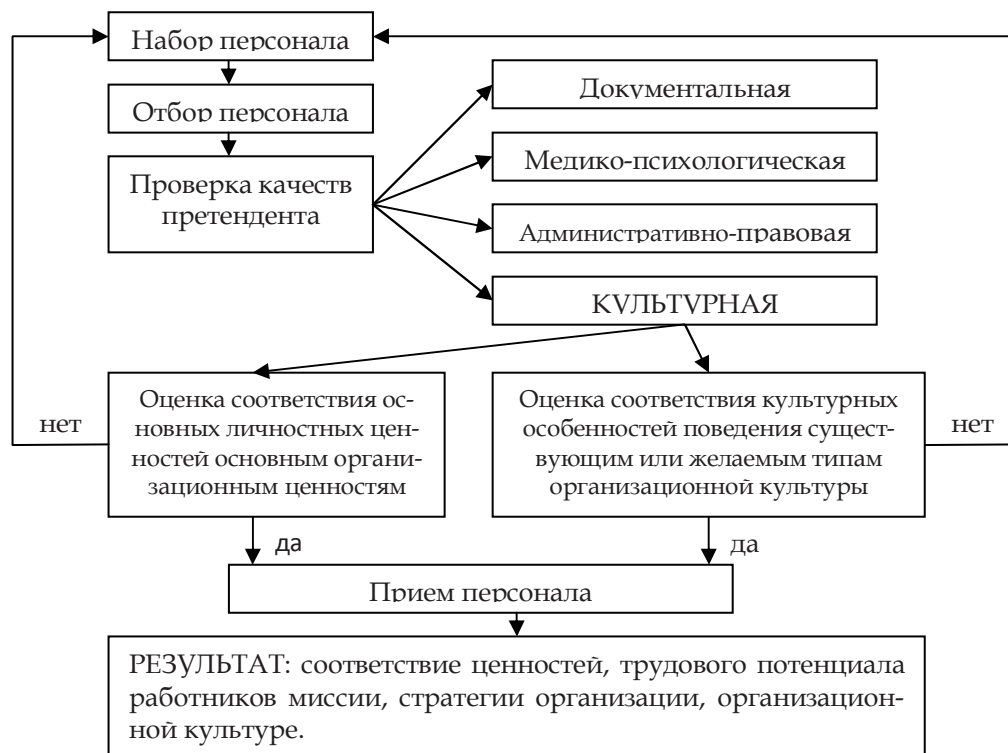 Набор персонала
Отбор персонала
Проверка качеств
претендента
Документальная
Медико-психологическая
Административно-правовая
КУЛЬТУРНАЯ
Оценка соответствия ос-
новных личностных цен-
ностей основным органи-
зационным ценностям
Оценка соответствия культурных
особенностей поведения сущест-
вующим или желаемым типам
организационной культуры
нет
нет
да
да
Прием персонала
РЕЗУЛЬТАТ: соответствие ценностей, трудового потенциала
работников миссии, стратегии организации, организацион-
ной культуре.